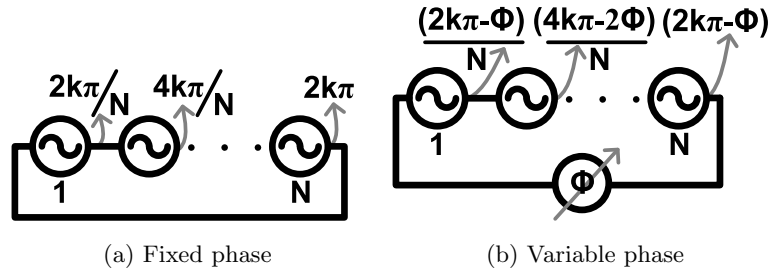 2kπ/N 4kπ/N 2kπ
1 N
(a) Fixed phase
(2kπ-Φ)/N (4kπ-2Φ)/N (2kπ-Φ)
1 N
Φ
(b) Variable phase